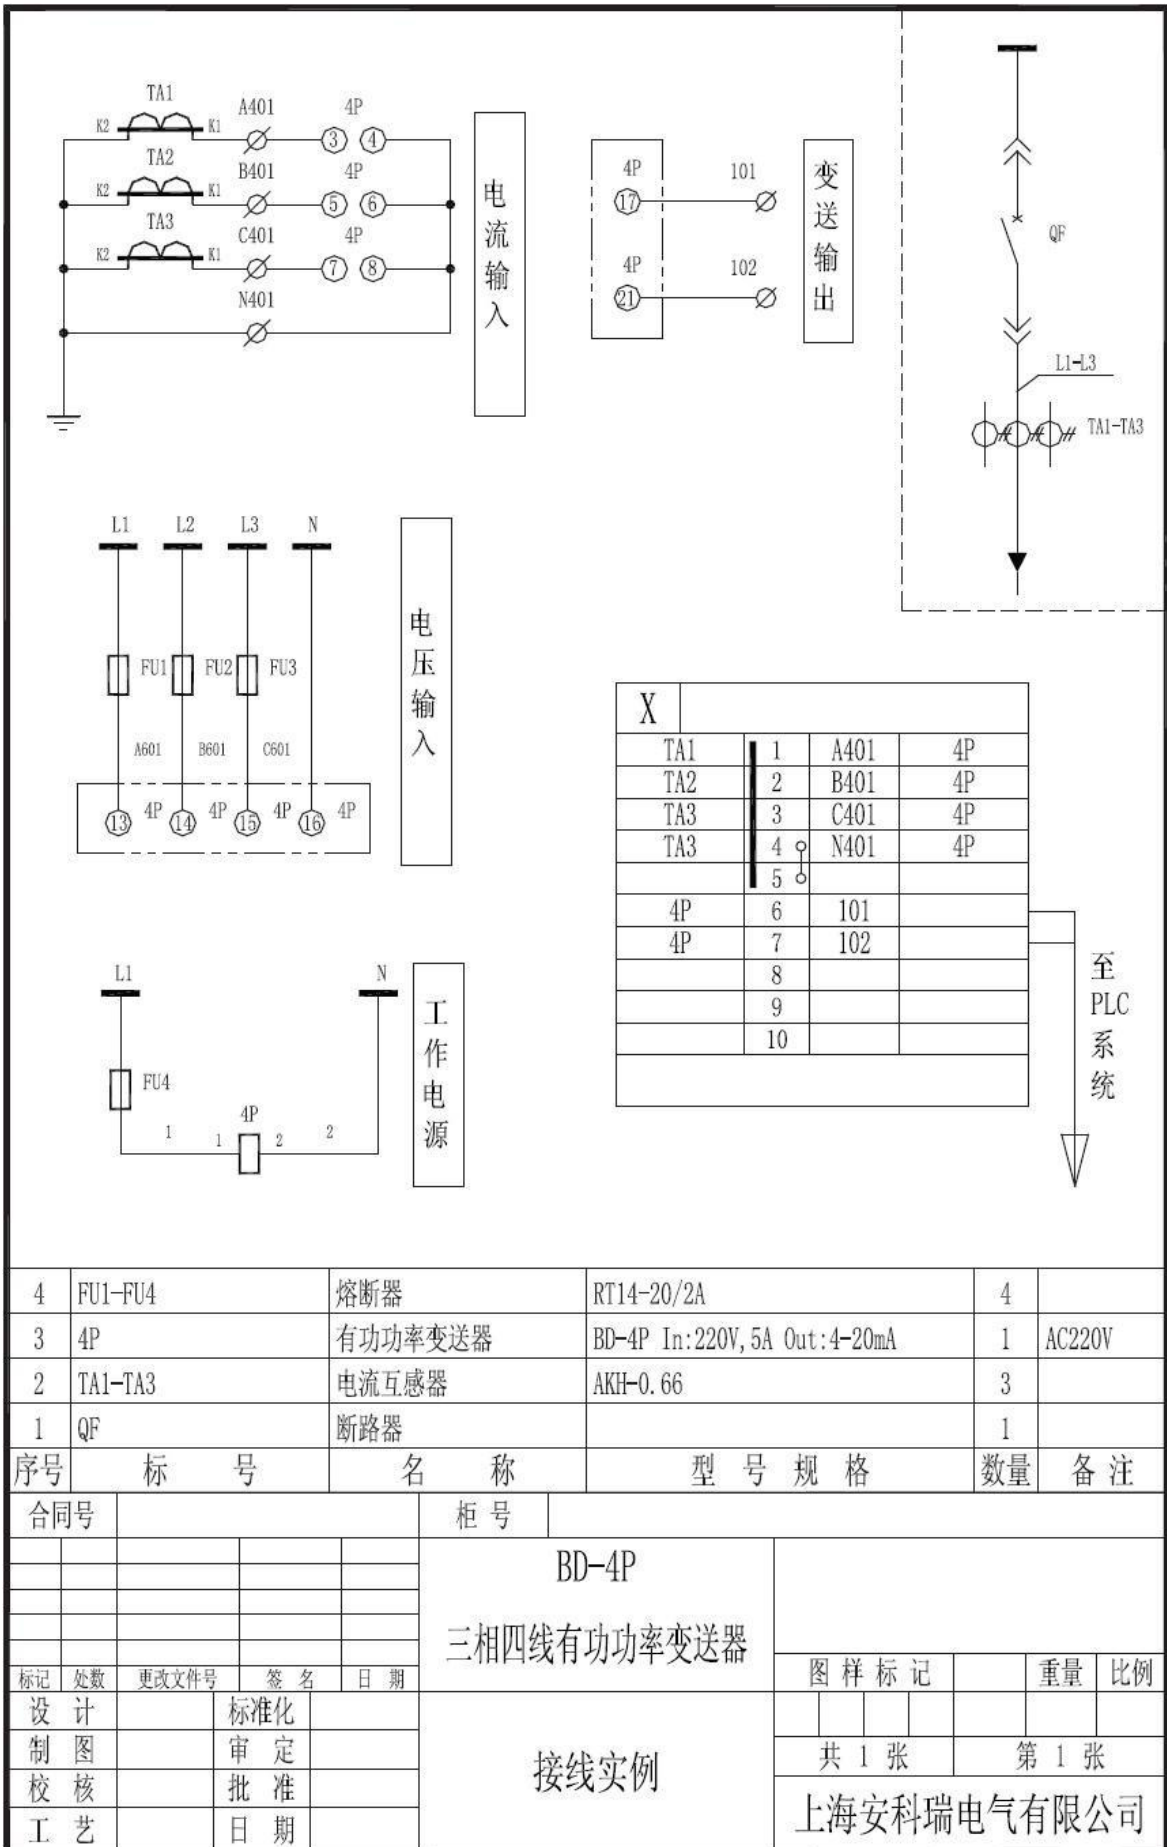 TA1
K2 K1 A401 4P
3 4
TA2
K2 K1 B401 4P
5 6
TA3
K2 K1 C401 4P
7 8
N401
电流输入
4P 101
17
4P 102
21
变送输出
QF
L1-L3
TA1-TA3
L1 L2 L3 N
FU1 FU2 FU3
A601 B601 C601
13 4P 14 4P 15 4P 16 4P
电压输入
X
TA1 1 A401 4P
TA2 2 B401 4P
TA3 3 C401 4P
TA3 4 N401 4P
5
4P 6 101
4P 7 102
8
9
10
至PLC系统
L1 N
FU4
4P
1 1 2 2
工作电源
4 FU1-FU4 熔断器 RT14-20/2A 4
3 4P 有功功率变送器 BD-4P In:220V,5A Out:4-20mA 1 AC220V
2 TA1-TA3 电流互感器 AKH-0.66 3
1 QF 断路器 1
序号 标 号 名 称 型 号 规 格 数量 备 注
合同号 柜 号
BD-4P
三相四线有功功率变送器
标记 处数 更改文件号 签 名 日 期
图 样 标 记 重量 比例
设 计 标准化
制 图 审 定
校 核 批 准
工 艺 日 期
接线实例
共 1 张 第 1 张
上海安科瑞电气有限公司